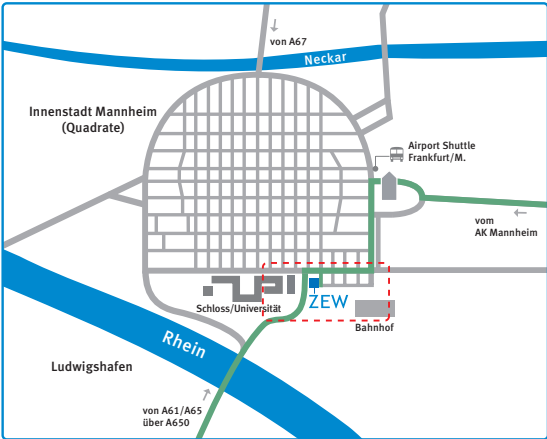 von A67
Neckar
Innenstadt Mannheim
(Quadrate)
Airport Shuttle
Frankfurt/M.
vom
AK Mannheim
ZEW
Schloss/Universität
Bahnhof
Rhein
Ludwigshafen
von A61/A65
über A650